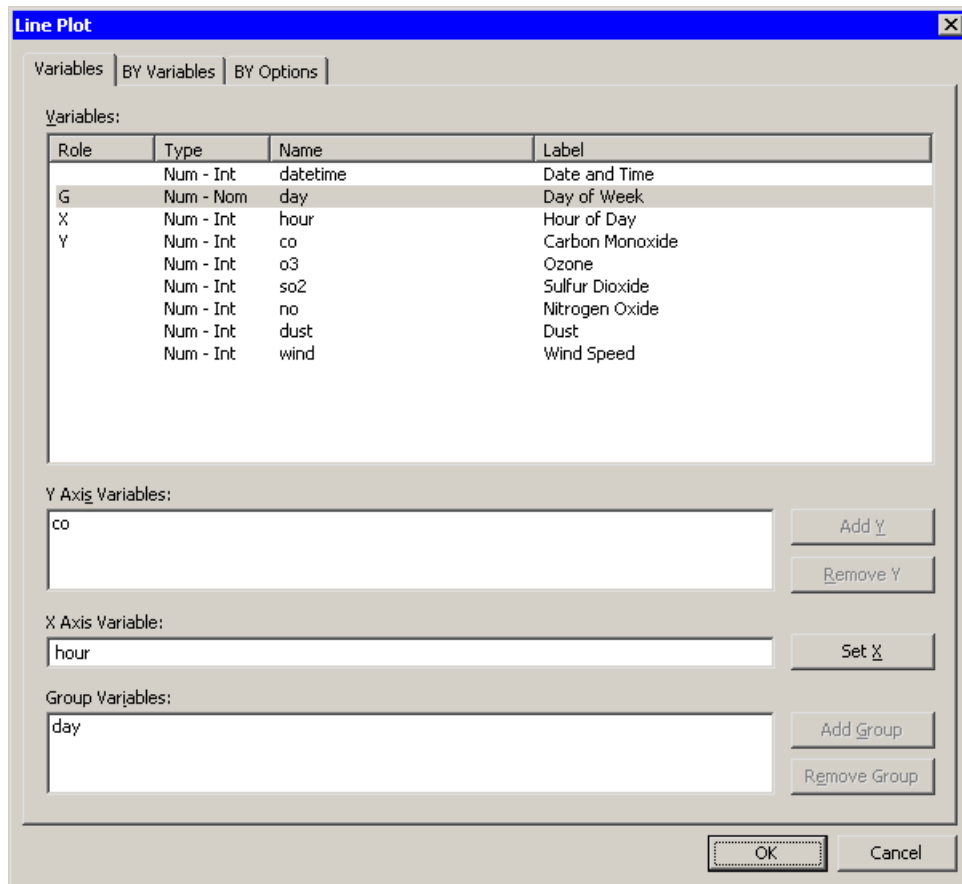 Line Plot
Variables BY Variables BY Options
Variables:
Role Type Name Label
Num - Int datetime Date and Time
G Num - Nom day Day of Week
X Num - Int hour Hour of Day
Y Num - Int co Carbon Monoxide
Num - Int o3 Ozone
Num - Int so2 Sulfur Dioxide
Num - Int no Nitrogen Oxide
Num - Int dust Dust
Num - Int wind Wind Speed
Y Axis Variables:
co
Add Y
Remove Y
X Axis Variable:
hour Set X
Group Variables:
day
Add Group
Remove Group
OK Cancel